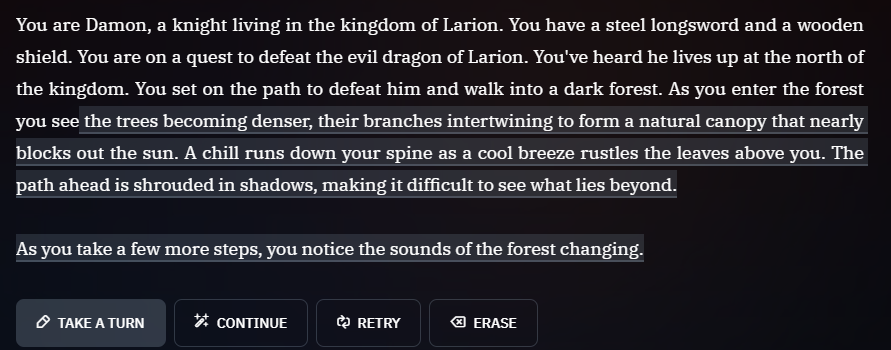 You are Damon, a knight living in the kingdom of Larion. You have a steel longsword and a wooden
shield. You are on a quest to defeat the evil dragon of Larion. You've heard he lives up at the north of
the kingdom. You set on the path to defeat him and walk into a dark forest. As you enter the forest
you see the trees becoming denser, their branches intertwining to form a natural canopy that nearly
blocks out the sun. A chill runs down your spine as a cool breeze rustles the leaves above you. The
path ahead is shrouded in shadows, making it difficult to see what lies beyond.
As you take a few more steps, you notice the sounds of the forest changing.
TAKE A TURN CONTINUE RETRY ERASE